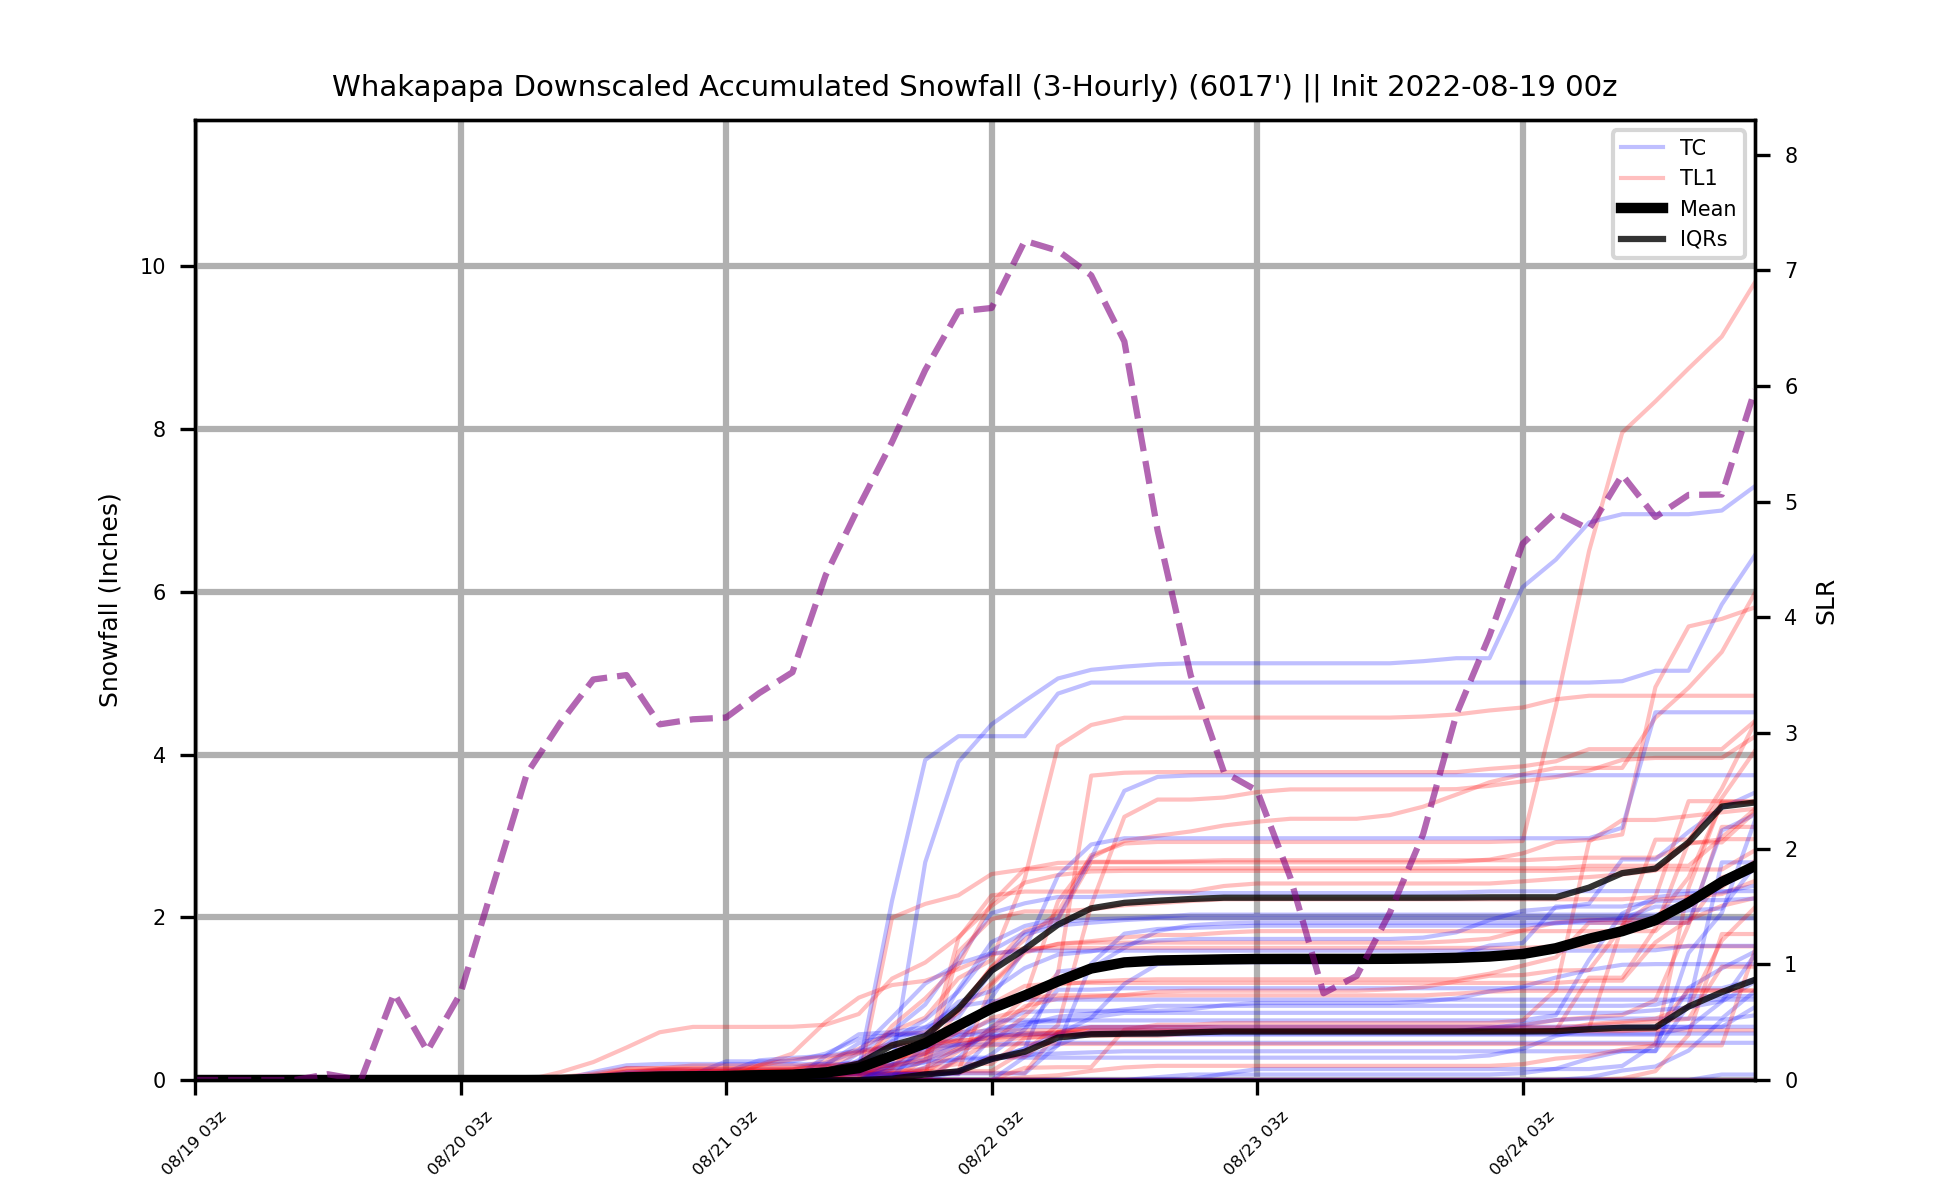 Whakapapa Downscaled Accumulated Snowfall (3-Hourly) (6017') || Init 2022-08-19 00z
TC
TL1
Mean
IQRs
Snowfall (Inches)
10
8
6
4
2
0
8
7
6
5
4
3
2
1
0
SLR
08/19 03z
08/20 03z
08/21 03z
08/22 03z
08/23 03z
08/24 03z